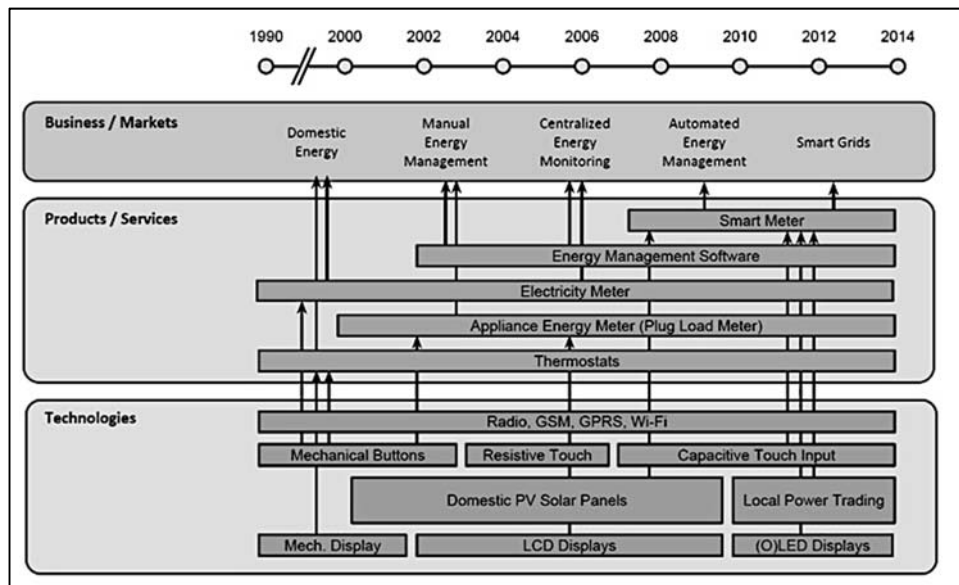 1990 2000 2002 2004 2006 2008 2010 2012 2014
Business / Markets
Domestic
Energy
Manual
Energy
Management
Centralized
Energy
Monitoring
Automated
Energy
Management
Smart Grids
Products / Services
Smart Meter
Energy Management Software
Electricity Meter
Appliance Energy Meter (Plug Load Meter)
Thermostats
Technologies
Radio, GSM, GPRS, Wi-Fi
Mechanical Buttons
Resistive Touch
Capacitive Touch Input
Domestic PV Solar Panels
Local Power Trading
Mech. Display
LCD Displays
(O)LED Displays